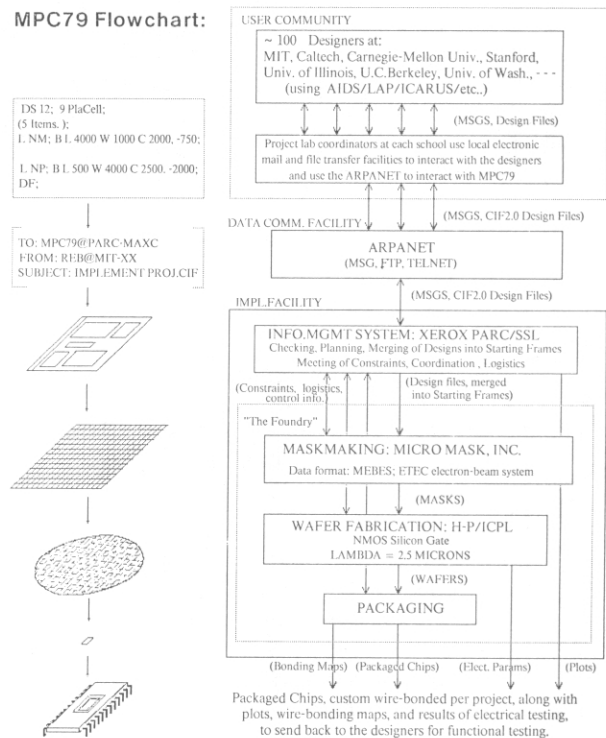 MPC79 Flowchart:
DS 12; 9 PlaCell;
(5 Items. );
L NM; B L 4000 W 1000 C 2000, -750;
L NP; B L 500 W 4000 C 2500. -2000;
DF;
TO: MPC79@PARC-MAXC
FROM: REB@MIT-XX
SUBJECT: IMPLEMENT PROJ.CIF
USER COMMUNITY
~ 100 Designers at:
MIT, Caltech, Carnegie-Mellon Univ., Stanford,
Univ. of Illinois, U.C.Berkeley, Univ. of Wash., - - -
(using AIDS/LAP/ICARUS/etc..)
(MSGS, Design Files)
Project lab coordinators at each school use local electronic
mail and file transfer facilities to interact with the designers
and use the ARPANET to interact with MPC79
(MSGS, CIF2.0 Design Files)
DATA COMM. FACILITY
ARPANET
(MSG, FTP, TELNET)
(MSGS, CIF2.0 Design Files)
IMPL.FACILITY
INFO.MGMT SYSTEM: XEROX PARC/SSL
Checking, Planning, Merging of Designs into Starting Frames
Meeting of Constraints, Coordination , Logistics
(Constraints, logistics,
control info.)
(Design files, merged
into Starting Frames)
"The Foundry"
MASKMAKING: MICRO MASK, INC.
Data format: MEBES; ETEC electron-beam system
(MASKS)
WAFER FABRICATION: H-P/ICPL
NMOS Silicon Gate
LAMBDA = 2.5 MICRONS
(WAFERS)
PACKAGING
(Bonding Maps) (Packaged Chips) (Elect. Params) (Plots)
Packaged Chips, custom wire-bonded per project, along with
plots, wire-bonding maps, and results of electrical testing,
to send back to the designers for functional testing.